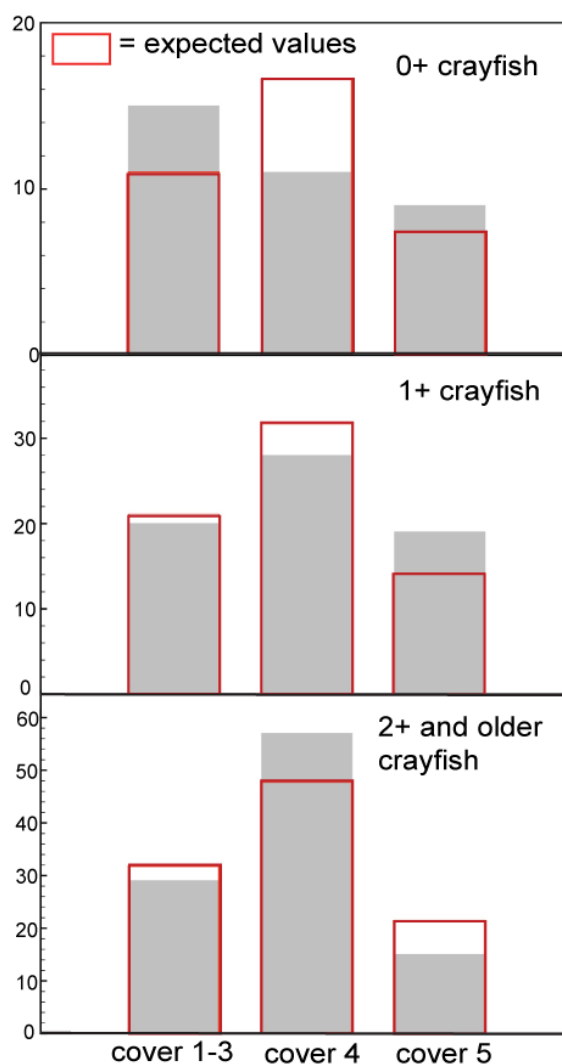 20
= expected values
0+ crayfish
10
0
1+ crayfish
30
20
10
0
60
2+ and older
crayfish
50
40
30
20
10
0
cover 1-3 cover 4 cover 5